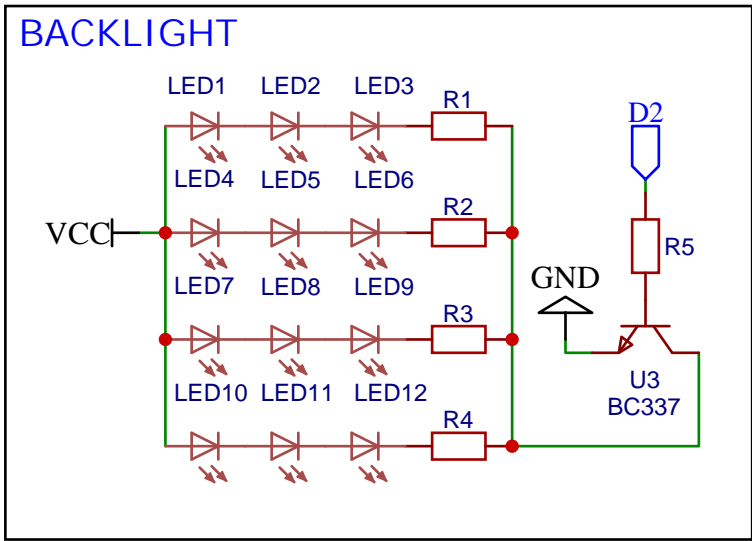 BACKLIGHT
LED1 LED2 LED3
R1
D2
LED4 LED5 LED6
R2
VCC
R5
LED7 LED8 LED9
GND
R3
U3
BC337
LED10 LED11 LED12
R4